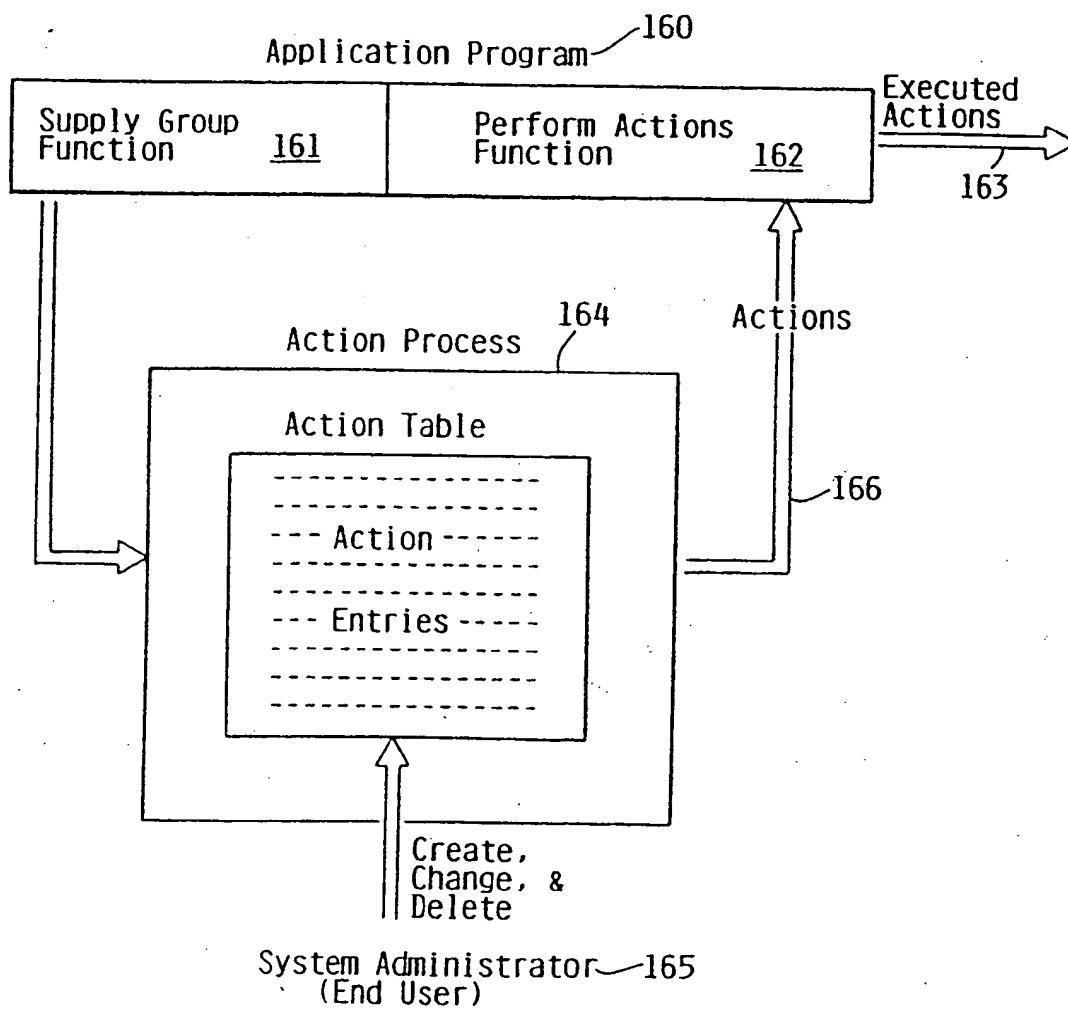 Application Program 160
Supply Group
Function 161
Perform Actions
Function 162
Executed
Actions
163
Actions
164
Action Process
Action Table
Action
Entries
166
Create,
Change, &
Delete
System Administrator 165
(End User)